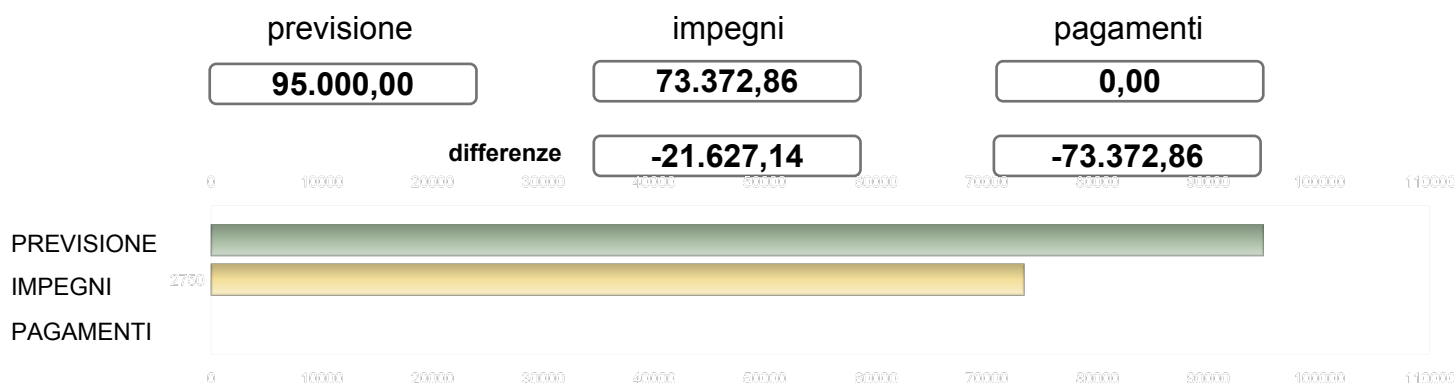 previsione impegni pagamenti
95.000,00 73.372,86 0,00
differenze -21.627,14 -73.372,86
0 10000 20000 30000 40000 50000 60000 70000 80000 90000 100000 110000
PREVISIONE
2750
IMPEGNI
PAGAMENTI
0 10000 20000 30000 40000 50000 60000 70000 80000 90000 100000 110000